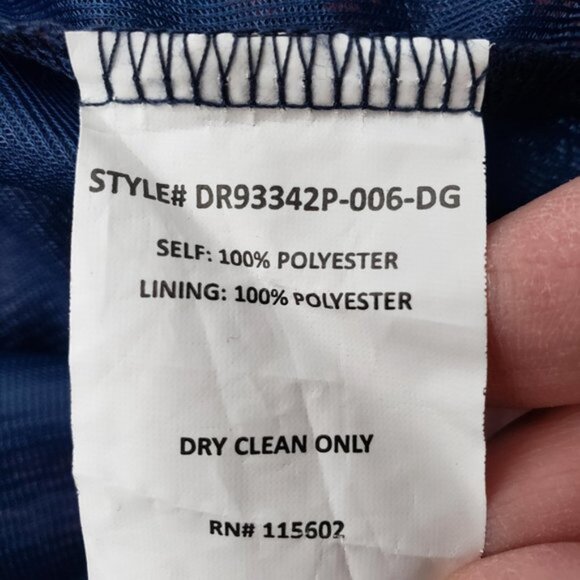 STYLE# DR93342P-006-DG
SELF: 100% POLYESTER
LINING: 100% POLYESTER
DRY CLEAN ONLY
RN# 115602